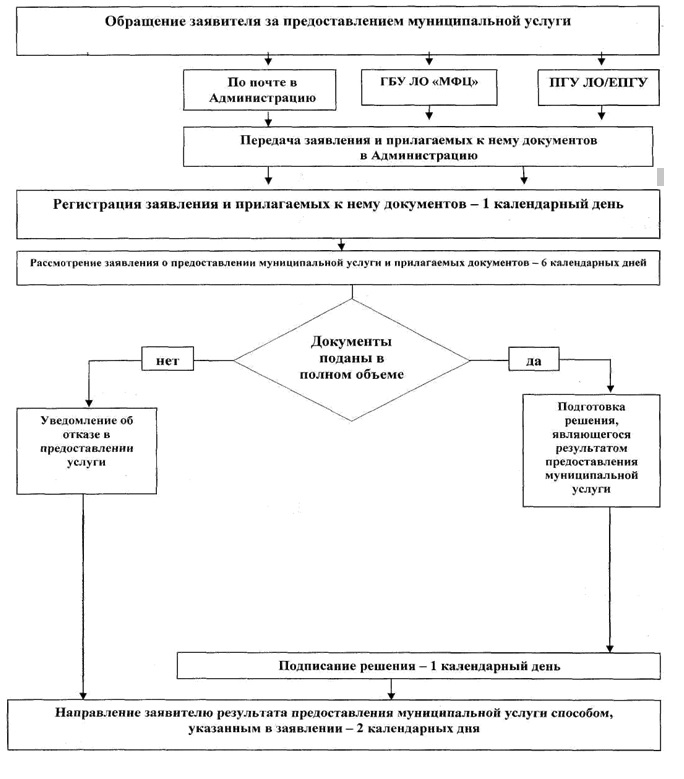 Обращение заявителя за предоставлением муниципальной услуги
По почте в
Администрацию
ГБУ ЛО «МФЦ»
ПГУ ЛО/ЕПГУ
Передача заявления и прилагаемых к нему документов
в Администрацию
Регистрация заявления и прилагаемых к нему документов – 1 календарный день
Рассмотрение заявления о предоставлении муниципальной услуги и прилагаемых документов – 6 календарных дней
Документы
поданы в
полном объеме
нет
да
Уведомление об
отказе в
предоставлении
услуги
Подготовка
решения,
являющегося
результатом
предоставления
муниципальной
услуги
Подписание решения – 1 календарный день
Направление заявителю результата предоставления муниципальной услуги способом,
указанным в заявлении – 2 календарных дня